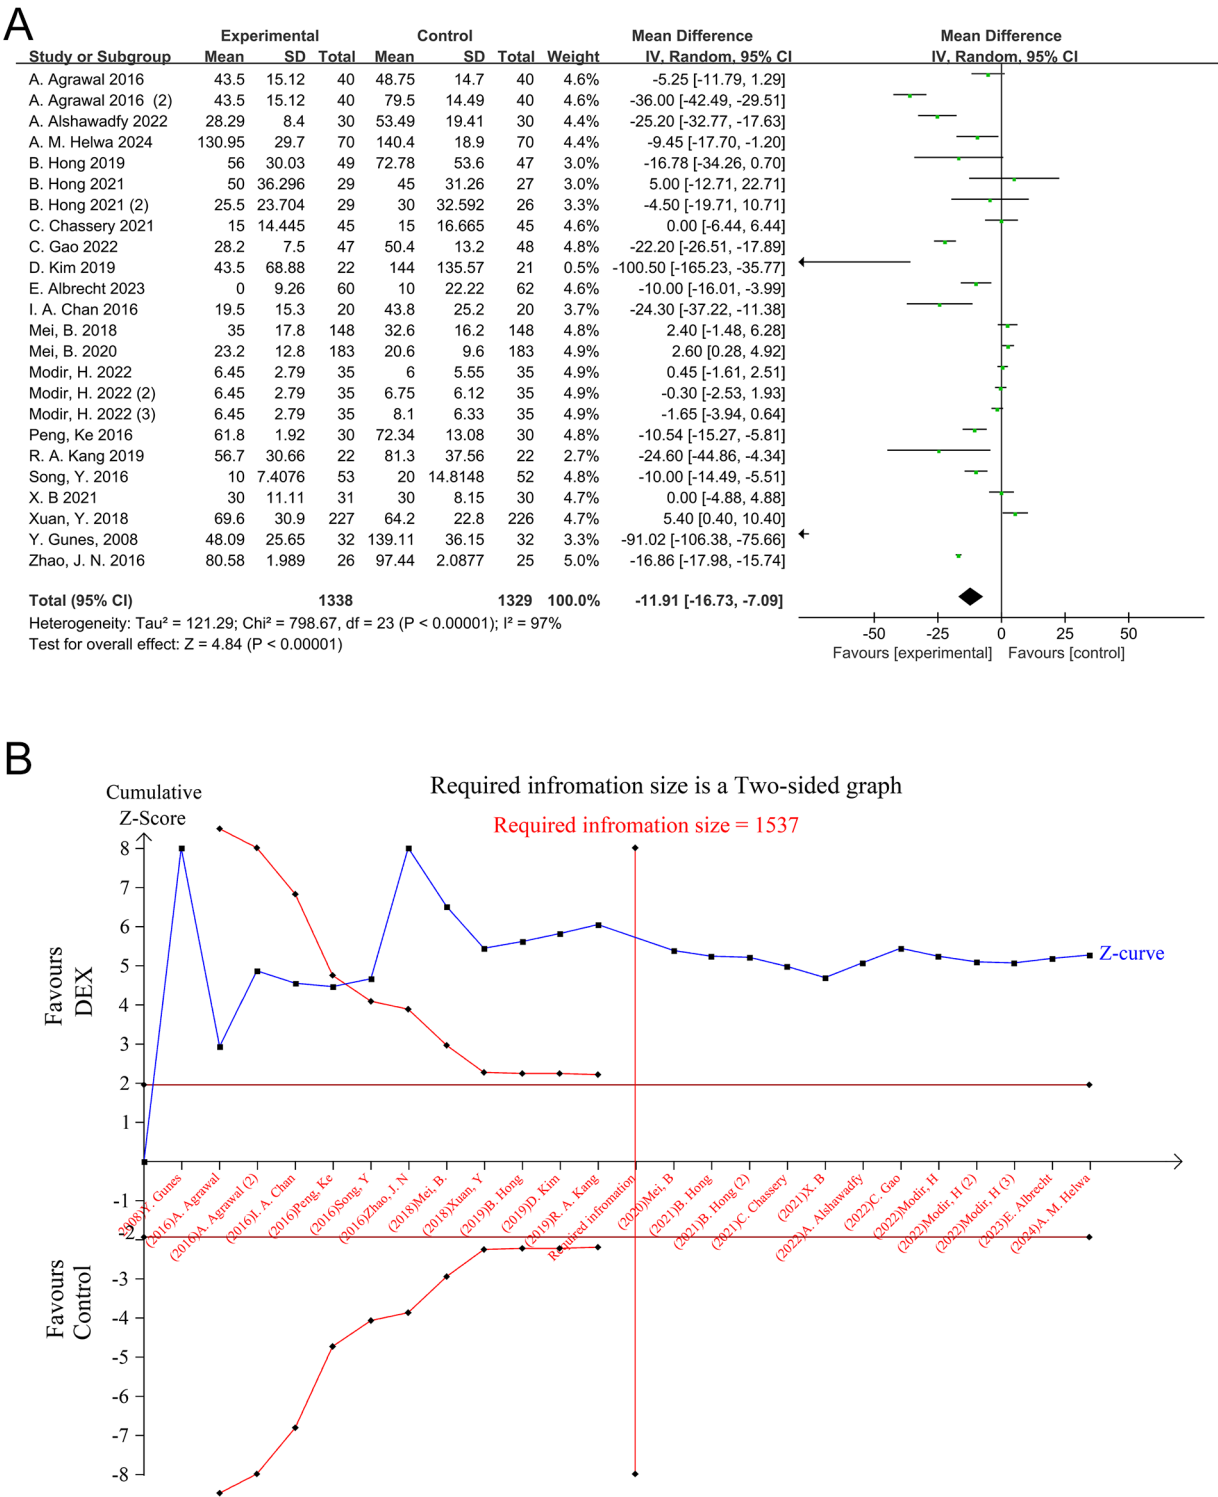 A
Experimental Control Mean Difference Mean Difference
Study or Subgroup Mean SD Total Mean SD Total Weight IV, Random, 95% CI IV, Random, 95% CI
A. Agrawal 2016 43.5 15.12 40 48.75 14.7 40 4.6% -5.25 [-11.79, 1.29]
A. Agrawal 2016 (2) 43.5 15.12 40 79.5 14.49 40 4.6% -36.00 [-42.49, -29.51]
A. Alshawadfy 2022 28.29 8.4 30 53.49 19.41 30 4.4% -25.20 [-32.77, -17.63]
A. M. Helwa 2024 130.95 29.7 70 140.4 18.9 70 4.4% -9.45 [-17.70, -1.20]
B. Hong 2019 56 30.03 49 72.78 53.6 47 3.0% -16.78 [-34.26, 0.70]
B. Hong 2021 50 36.296 29 45 31.26 27 3.0% 5.00 [-12.71, 22.71]
B. Hong 2021 (2) 25.5 23.704 29 30 32.592 26 3.3% -4.50 [-19.71, 10.71]
C. Chassery 2021 15 14.445 45 15 16.665 45 4.6% 0.00 [-6.44, 6.44]
C. Gao 2022 28.2 7.5 47 50.4 13.2 48 4.8% -22.20 [-26.51, -17.89]
D. Kim 2019 43.5 68.88 22 144 135.57 21 0.5% -100.50 [-165.23, -35.77]
E. Albrecht 2023 0 9.26 60 10 22.22 62 4.6% -10.00 [-16.01, -3.99]
I. A. Chan 2016 19.5 15.3 20 43.8 25.2 20 3.7% -24.30 [-37.22, -11.38]
Mei, B. 2018 35 17.8 148 32.6 16.2 148 4.8% 2.40 [-1.48, 6.28]
Mei, B. 2020 23.2 12.8 183 20.6 9.6 183 4.9% 2.60 [0.28, 4.92]
Modir, H. 2022 6.45 2.79 35 6 5.55 35 4.9% 0.45 [-1.61, 2.51]
Modir, H. 2022 (2) 6.45 2.79 35 6.75 6.12 35 4.9% -0.30 [-2.53, 1.93]
Modir, H. 2022 (3) 6.45 2.79 35 8.1 6.33 35 4.9% -1.65 [-3.94, 0.64]
Peng, Ke 2016 61.8 1.92 30 72.34 13.08 30 4.8% -10.54 [-15.27, -5.81]
R. A. Kang 2019 56.7 30.66 22 81.3 37.56 22 2.7% -24.60 [-44.86, -4.34]
Song, Y. 2016 10 7.4076 53 20 14.8148 52 4.8% -10.00 [-14.49, -5.51]
X. B 2021 30 11.11 31 30 8.15 30 4.7% 0.00 [-4.88, 4.88]
Xuan, Y. 2018 69.6 30.9 227 64.2 22.8 226 4.7% 5.40 [0.40, 10.40]
Y. Gunes, 2008 48.09 25.65 32 139.11 36.15 32 3.3% -91.02 [-106.38, -75.66]
Zhao, J. N. 2016 80.58 1.989 26 97.44 2.0877 25 5.0% -16.86 [-17.98, -15.74]
Total (95% CI) 1338 1329 100.0% -11.91 [-16.73, -7.09]
Heterogeneity: Tau² = 121.29; Chi² = 798.67, df = 23 (P < 0.00001); I² = 97%
Test for overall effect: Z = 4.84 (P < 0.00001)
-50 -25 0 25 50
Favours [experimental] Favours [control]
B
Required infromation size is a Two-sided graph
Required infromation size = 1537
Cumulative
Z-Score
8
7
6
5
4
3
2
1
-1
-2
-3
-4
-5
-6
-7
-8
Favours
DEX
Favours
Control
Z-curve
(2008)Y. Gunes
(2016)A. Agrawal
(2016)A. Agrawal (2)
(2016)I. A. Chan
(2016)Peng, Ke
(2016)Song, Y
(2016)Zhao, J. N
(2018)Mei, B.
(2018)Xuan, Y
(2019)B. Hong
(2019)D. Kim
(2019)R. A. Kang
Required infromation
(2020)Mei, B
(2021)B. Hong
(2021)B. Hong (2)
(2021)C. Chassery
(2021)X. B
(2022)A. Alshawadfy
(2022)C. Gao
(2022)Modir, H
(2022)Modir, H (2)
(2022)Modir, H (3)
(2023)E. Albrecht
(2024)A. M. Helwa